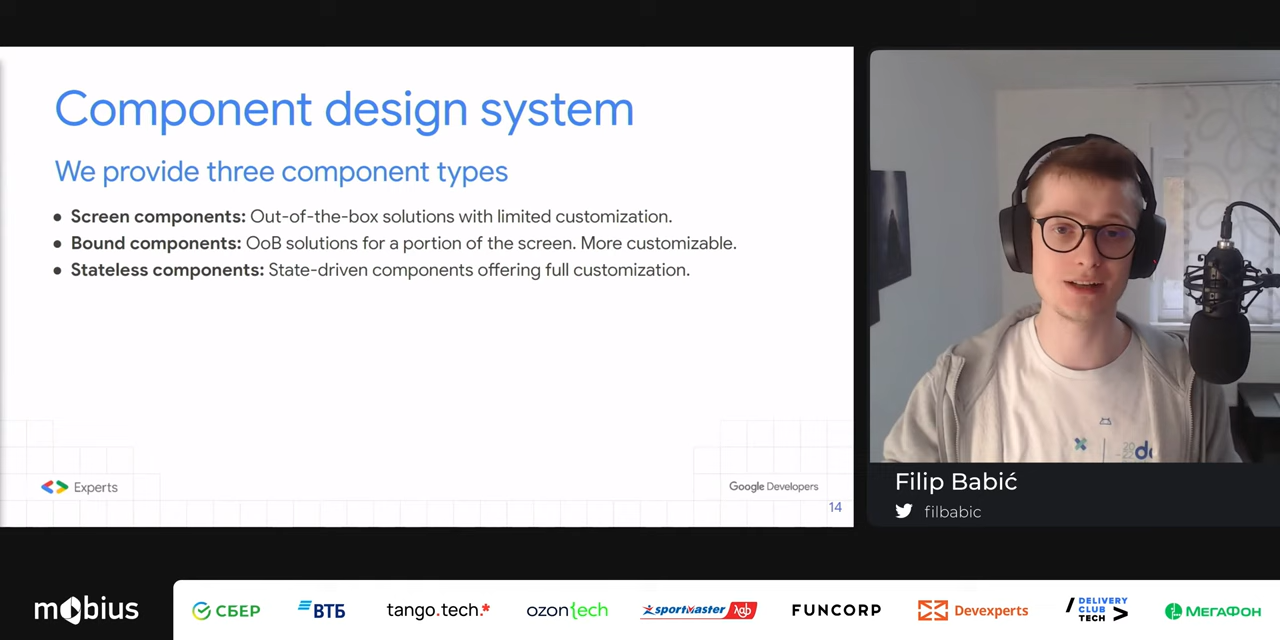 Component design system
We provide three component types
● Screen components: Out-of-the-box solutions with limited customization.
● Bound components: OoB solutions for a portion of the screen. More customizable.
● Stateless components: State-driven components offering full customization.
<> Experts
Google Developers
14
Filip Babić
filbabic
mobius
СБЕР
ВТБ
tango.tech.*
ozon{tech
sportmaster lab
FUNCORP
Devexperts
/ DELIVERY
CLUB
TECH >
МЕГАФОН